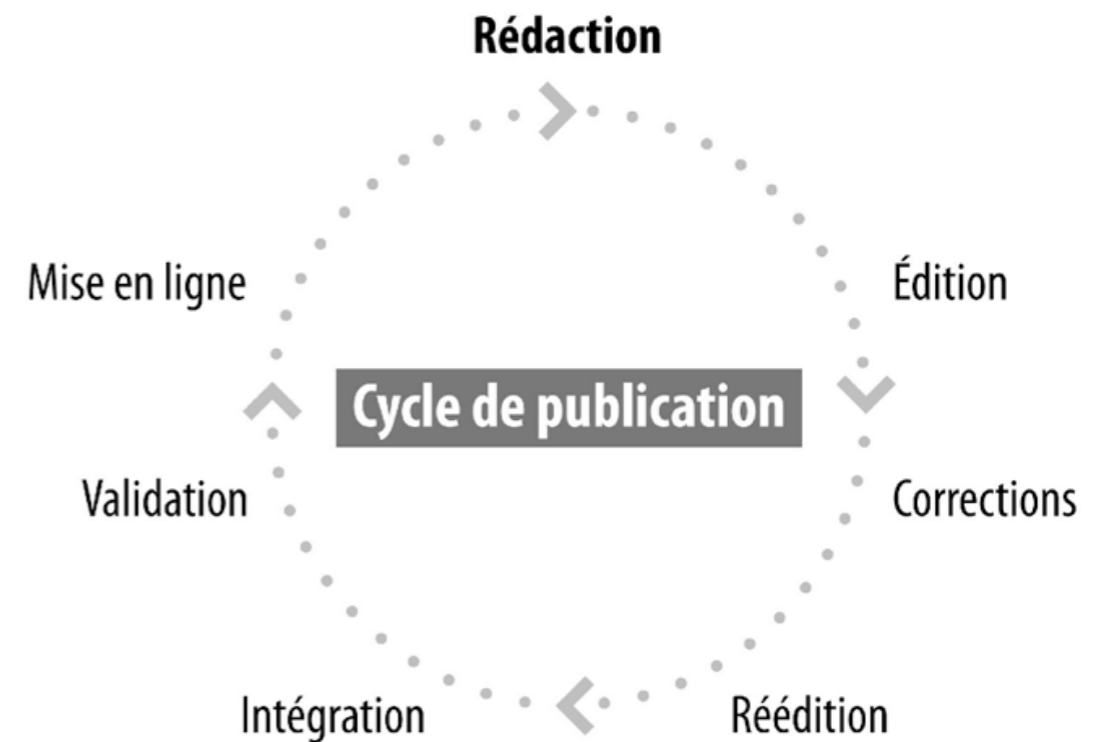 Rédaction
Mise en ligne
Édition
Cycle de publication
Validation
Corrections
Intégration
Réédition